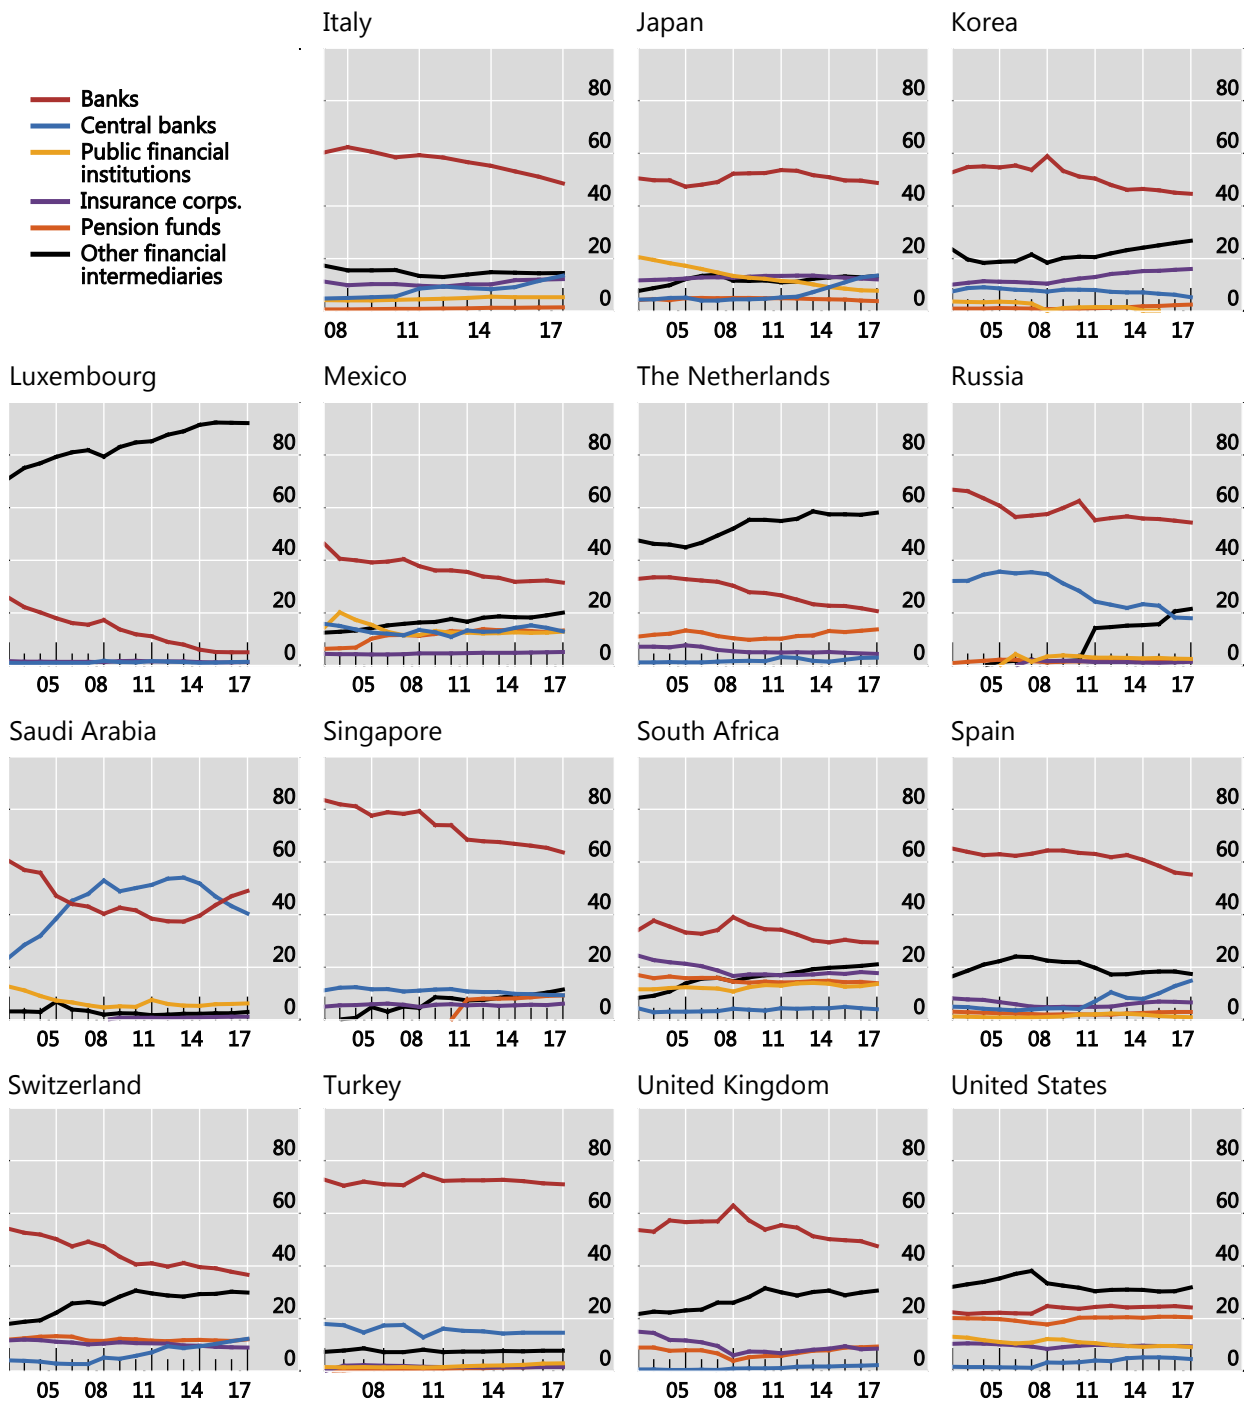 Italy
Japan
Korea
Banks
Central banks
Public financial
institutions
Insurance corps.
Pension funds
Other financial
intermediaries
80
60
40
20
0
08 11 14 17
80
60
40
20
0
05 08 11 14 17
80
60
40
20
0
05 08 11 14 17
Luxembourg
Mexico
The Netherlands
Russia
80
60
40
20
0
05 08 11 14 17
80
60
40
20
0
05 08 11 14 17
80
60
40
20
0
05 08 11 14 17
80
60
40
20
0
05 08 11 14 17
Saudi Arabia
Singapore
South Africa
Spain
80
60
40
20
0
05 08 11 14 17
80
60
40
20
0
05 08 11 14 17
80
60
40
20
0
05 08 11 14 17
80
60
40
20
0
05 08 11 14 17
Switzerland
Turkey
United Kingdom
United States
80
60
40
20
0
05 08 11 14 17
80
60
40
20
0
08 11 14 17
80
60
40
20
0
05 08 11 14 17
80
60
40
20
0
05 08 11 14 17